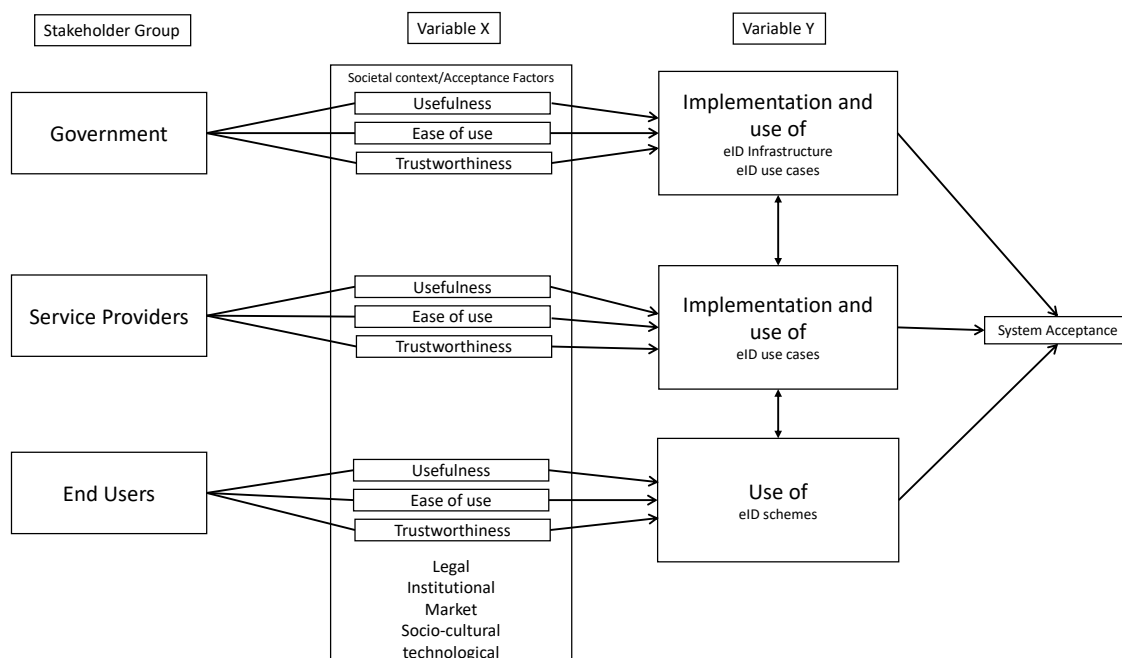 Stakeholder Group
Variable X
Variable Y
Societal context/Acceptance Factors
Government
Usefulness
Ease of use
Trustworthiness
Implementation and
use of
eID Infrastructure
eID use cases
Service Providers
Usefulness
Ease of use
Trustworthiness
Implementation and
use of
eID use cases
System Acceptance
End Users
Usefulness
Ease of use
Trustworthiness
Use of
eID schemes
Legal
Institutional
Market
Socio-cultural
technological